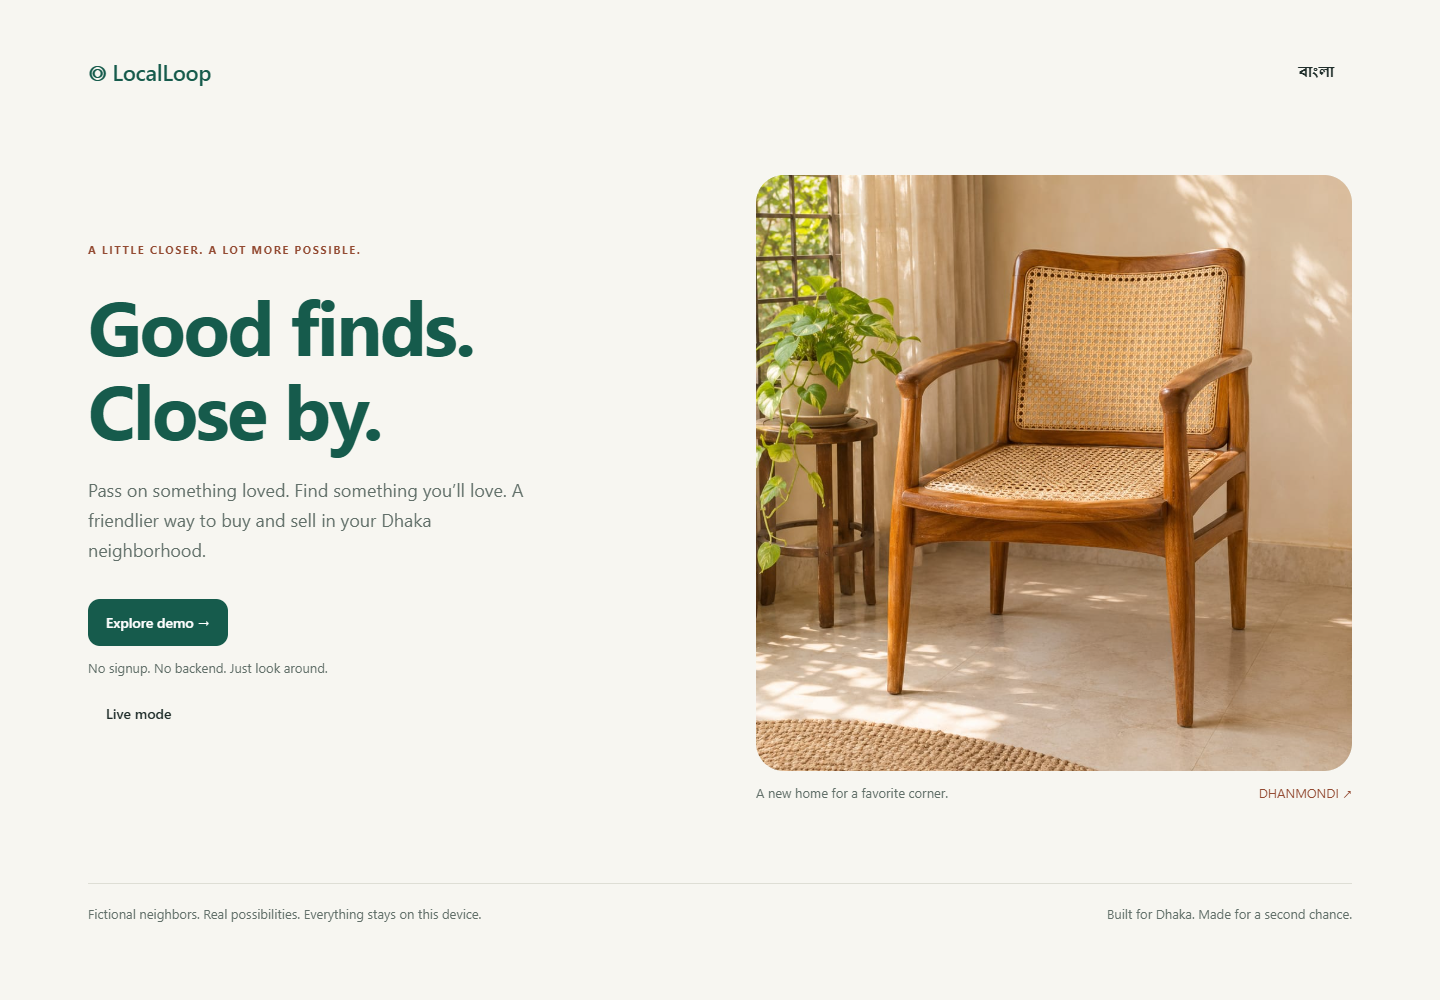 LocalLoop
বাংলা
A LITTLE CLOSER. A LOT MORE POSSIBLE.
Good finds.
Close by.
Pass on something loved. Find something you’ll love. A
friendlier way to buy and sell in your Dhaka
neighborhood.
Explore demo →
No signup. No backend. Just look around.
Live mode
A new home for a favorite corner.
DHANMONDI ↗
Fictional neighbors. Real possibilities. Everything stays on this device.
Built for Dhaka. Made for a second chance.